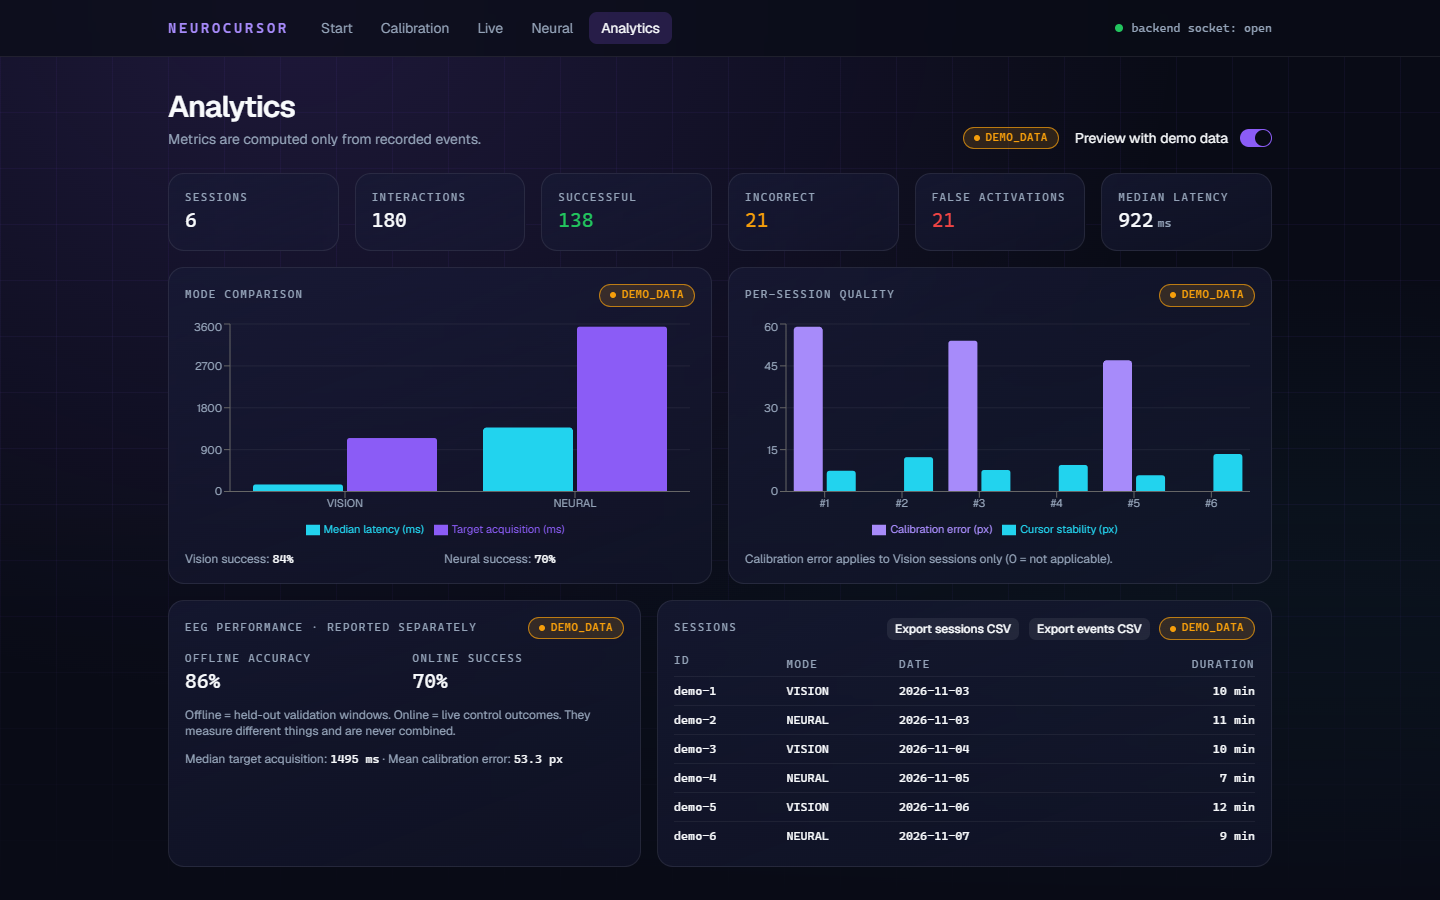 NEUROCURSOR Start Calibration Live Neural Analytics backend socket: open
Analytics
Metrics are computed only from recorded events.
DEMO_DATA Preview with demo data
SESSIONS
6
INTERACTIONS
180
SUCCESSFUL
138
INCORRECT
21
FALSE ACTIVATIONS
21
MEDIAN LATENCY
922 ms
MODE COMPARISON DEMO_DATA
3600
2700
1800
900
0
VISION NEURAL
Median latency (ms) Target acquisition (ms)
Vision success: 84% Neural success: 70%
PER-SESSION QUALITY DEMO_DATA
60
45
30
15
0
#1 #2 #3 #4 #5 #6
Calibration error (px) Cursor stability (px)
Calibration error applies to Vision sessions only (0 = not applicable).
EEG PERFORMANCE · REPORTED SEPARATELY DEMO_DATA
OFFLINE ACCURACY
86%
ONLINE SUCCESS
70%
Offline = held-out validation windows. Online = live control outcomes. They
measure different things and are never combined.
Median target acquisition: 1495 ms · Mean calibration error: 53.3 px
SESSIONS Export sessions CSV Export events CSV DEMO_DATA
ID MODE DATE DURATION
demo-1 VISION 2026-11-03 10 min
demo-2 NEURAL 2026-11-03 11 min
demo-3 VISION 2026-11-04 10 min
demo-4 NEURAL 2026-11-05 7 min
demo-5 VISION 2026-11-06 12 min
demo-6 NEURAL 2026-11-07 9 min